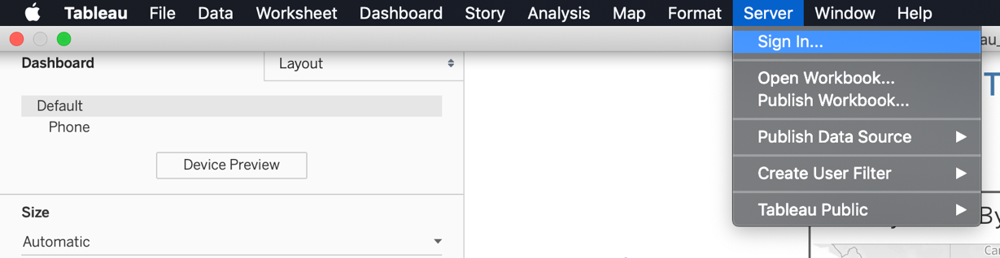 Tableau File Data Worksheet Dashboard Story Analysis Map Format Server Window Help
Dashboard
Layout
Default
Phone
Device Preview
Size
Automatic
Sign In...
Open Workbook...
Publish Workbook...
Publish Data Source
Create User Filter
Tableau Public
au_
T
By
Ca